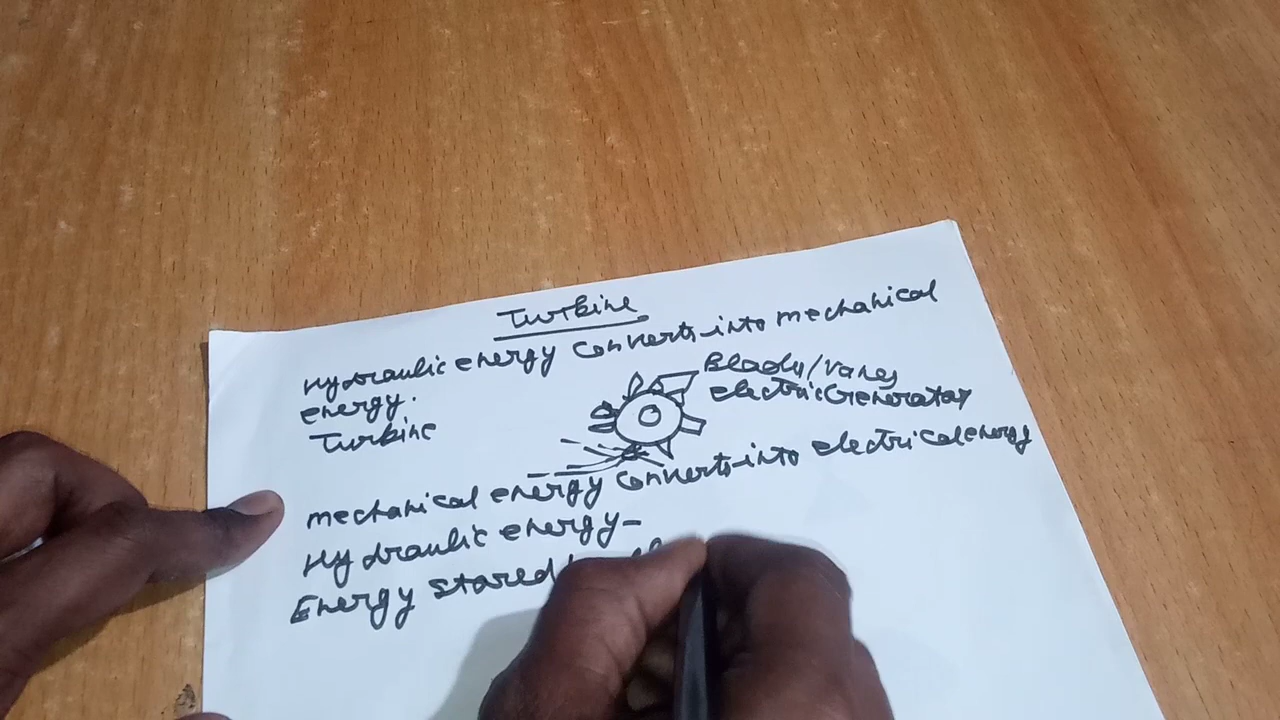 Turbine
Hydraulic energy converts into mechanical
energy.
Blades/vanes
electric Generator
Turbine
mechanical energy converts into electrical energy
Hydraulic energy-
Energy stored